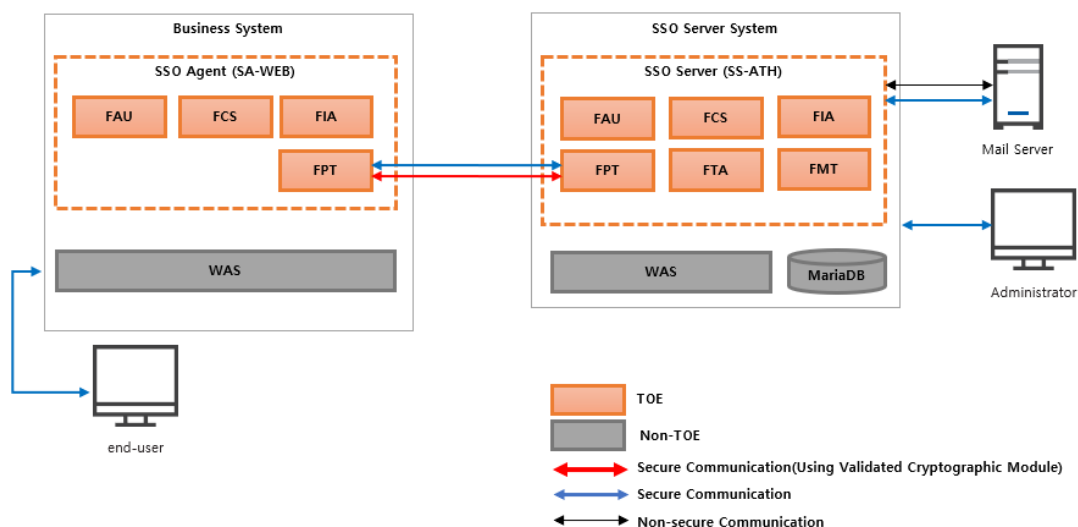 Business System
SSO Agent (SA-WEB)
FAU
FCS
FIA
FPT
WAS
end-user
SSO Server System
SSO Server (SS-ATH)
FAU
FCS
FIA
FPT
FTA
FMT
WAS
MariaDB
Mail Server
Administrator
TOE
Non-TOE
Secure Communication(Using Validated Cryptographic Module)
Secure Communication
Non-secure Communication